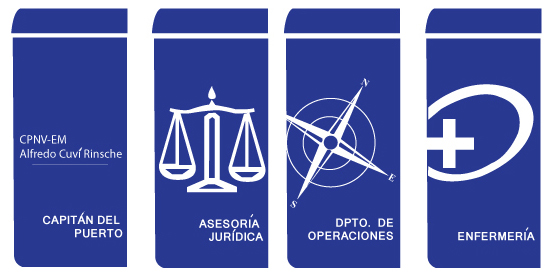 CPNV-EM
Alfredo Cuví Rinsche
CAPITÁN DEL
PUERTO
ASESORÍA
JURÍDICA
N
E
S
DPTO. DE
OPERACIONES
ENFERMERÍA